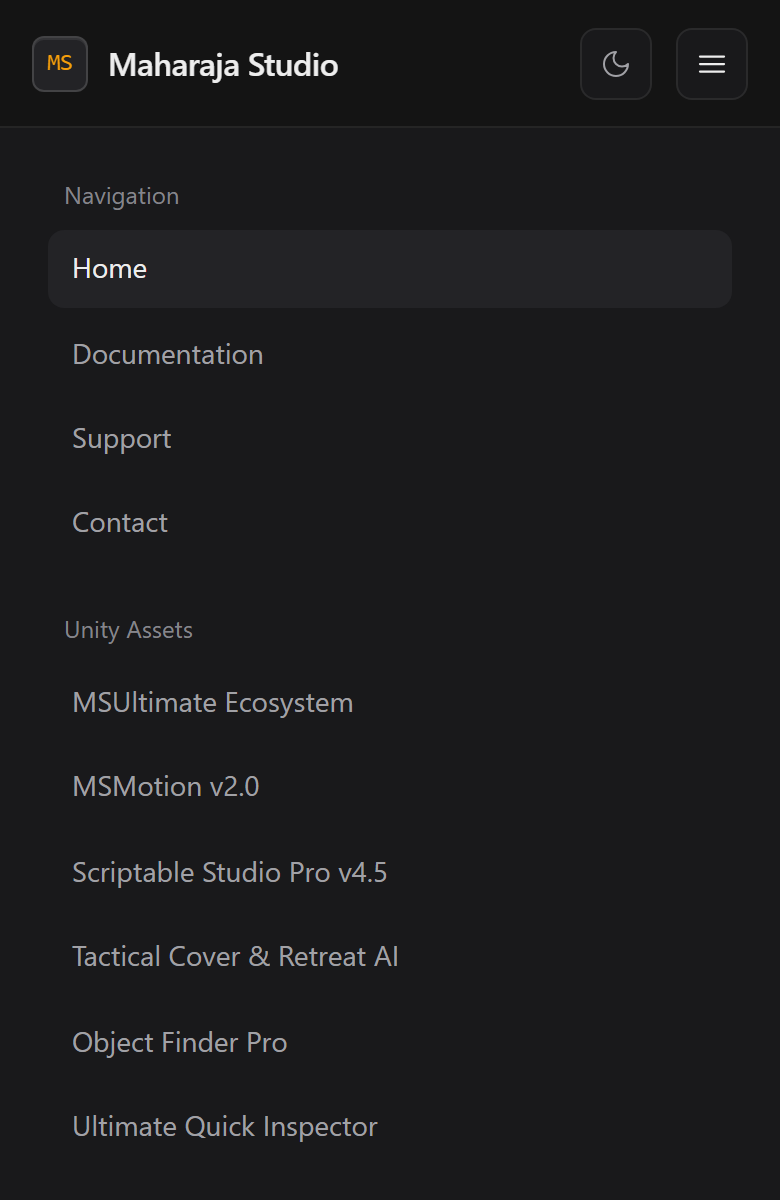 MS
Maharaja Studio
Navigation
Home
Documentation
Support
Contact
Unity Assets
MSUltimate Ecosystem
MSMotion v2.0
Scriptable Studio Pro v4.5
Tactical Cover & Retreat AI
Object Finder Pro
Ultimate Quick Inspector